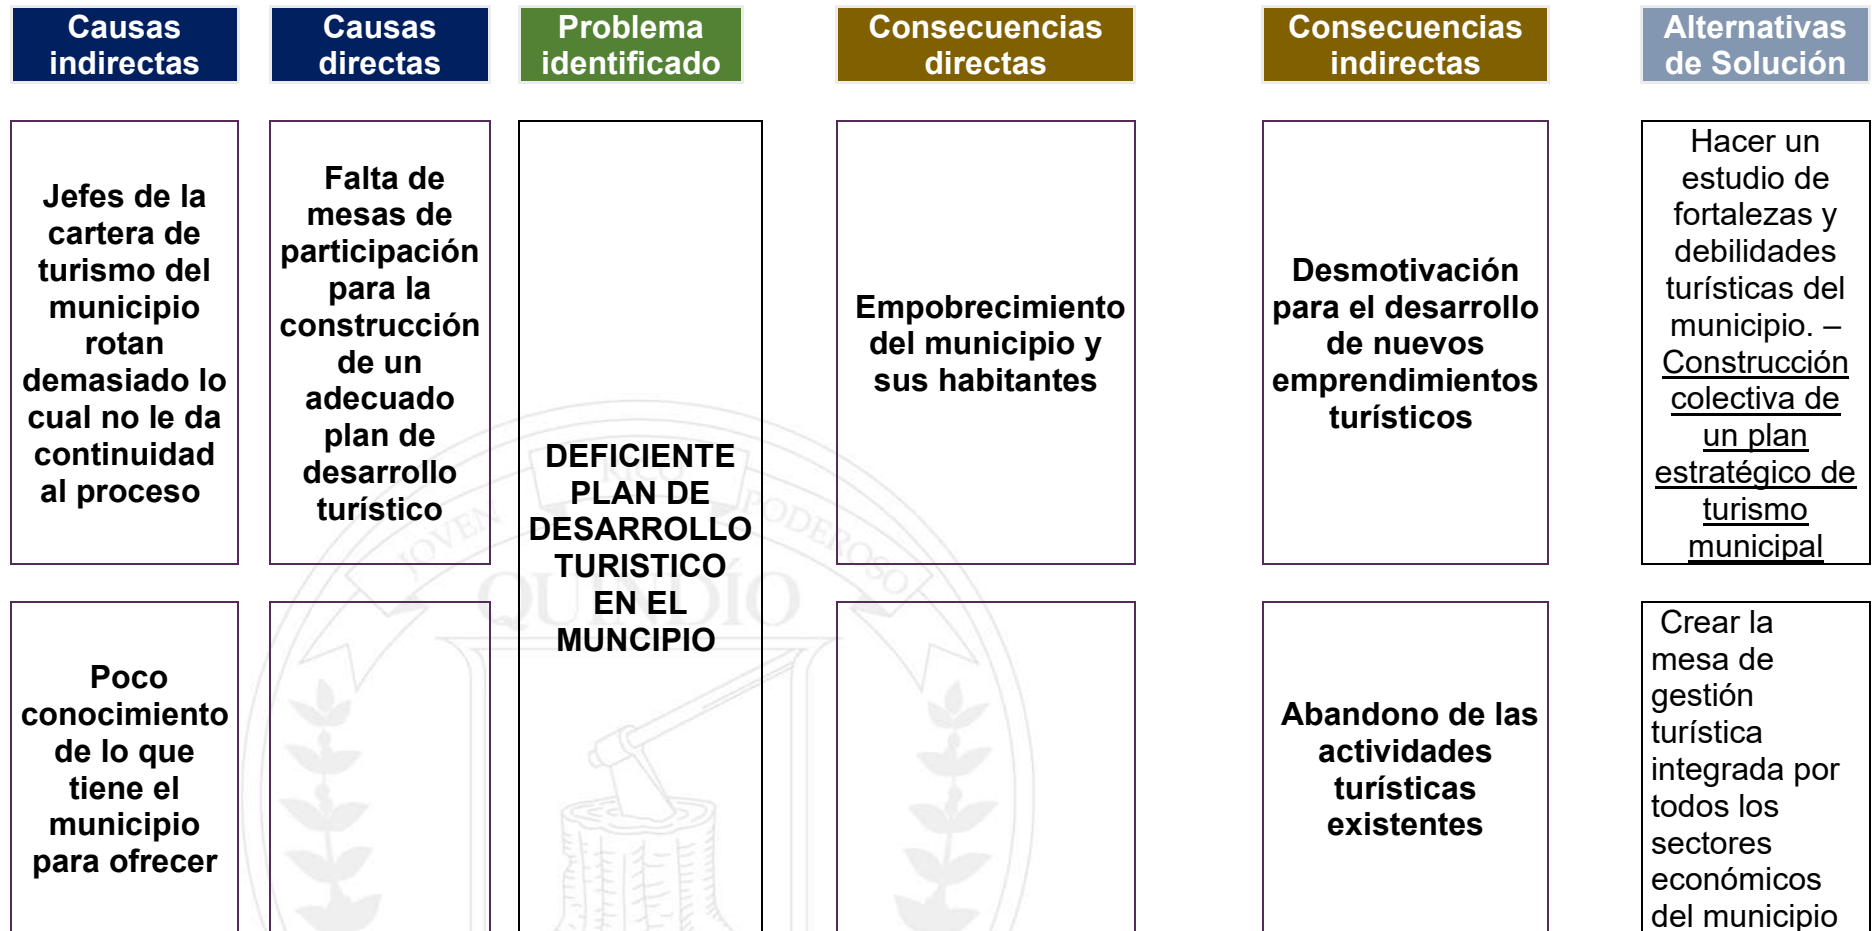 Causas
indirectas
Causas
directas
Problema
identificado
Consecuencias
directas
Consecuencias
indirectas
Alternativas
de Solución
Jefes de la
cartera de
turismo del
municipio
rotan
demasiado lo
cual no le da
continuidad
al proceso
Falta de
mesas de
participación
para la
construcción
de un
adecuado
plan de
desarrollo
turístico
DEFICIENTE
PLAN DE
DESARROLLO
TURISTICO
EN EL
MUNCIPIO
Empobrecimiento
del municipio y
sus habitantes
Desmotivación
para el desarrollo
de nuevos
emprendimientos
turísticos
Hacer un
estudio de
fortalezas y
debilidades
turísticas del
municipio. –
Construcción
colectiva de
un plan
estratégico de
turismo
municipal
Poco
conocimiento
de lo que
tiene el
municipio
para ofrecer
Abandono de las
actividades
turísticas
existentes
Crear la
mesa de
gestión
turística
integrada por
todos los
sectores
económicos
del municipio
JOVEN RICO PODEROSO
QUINDÍO